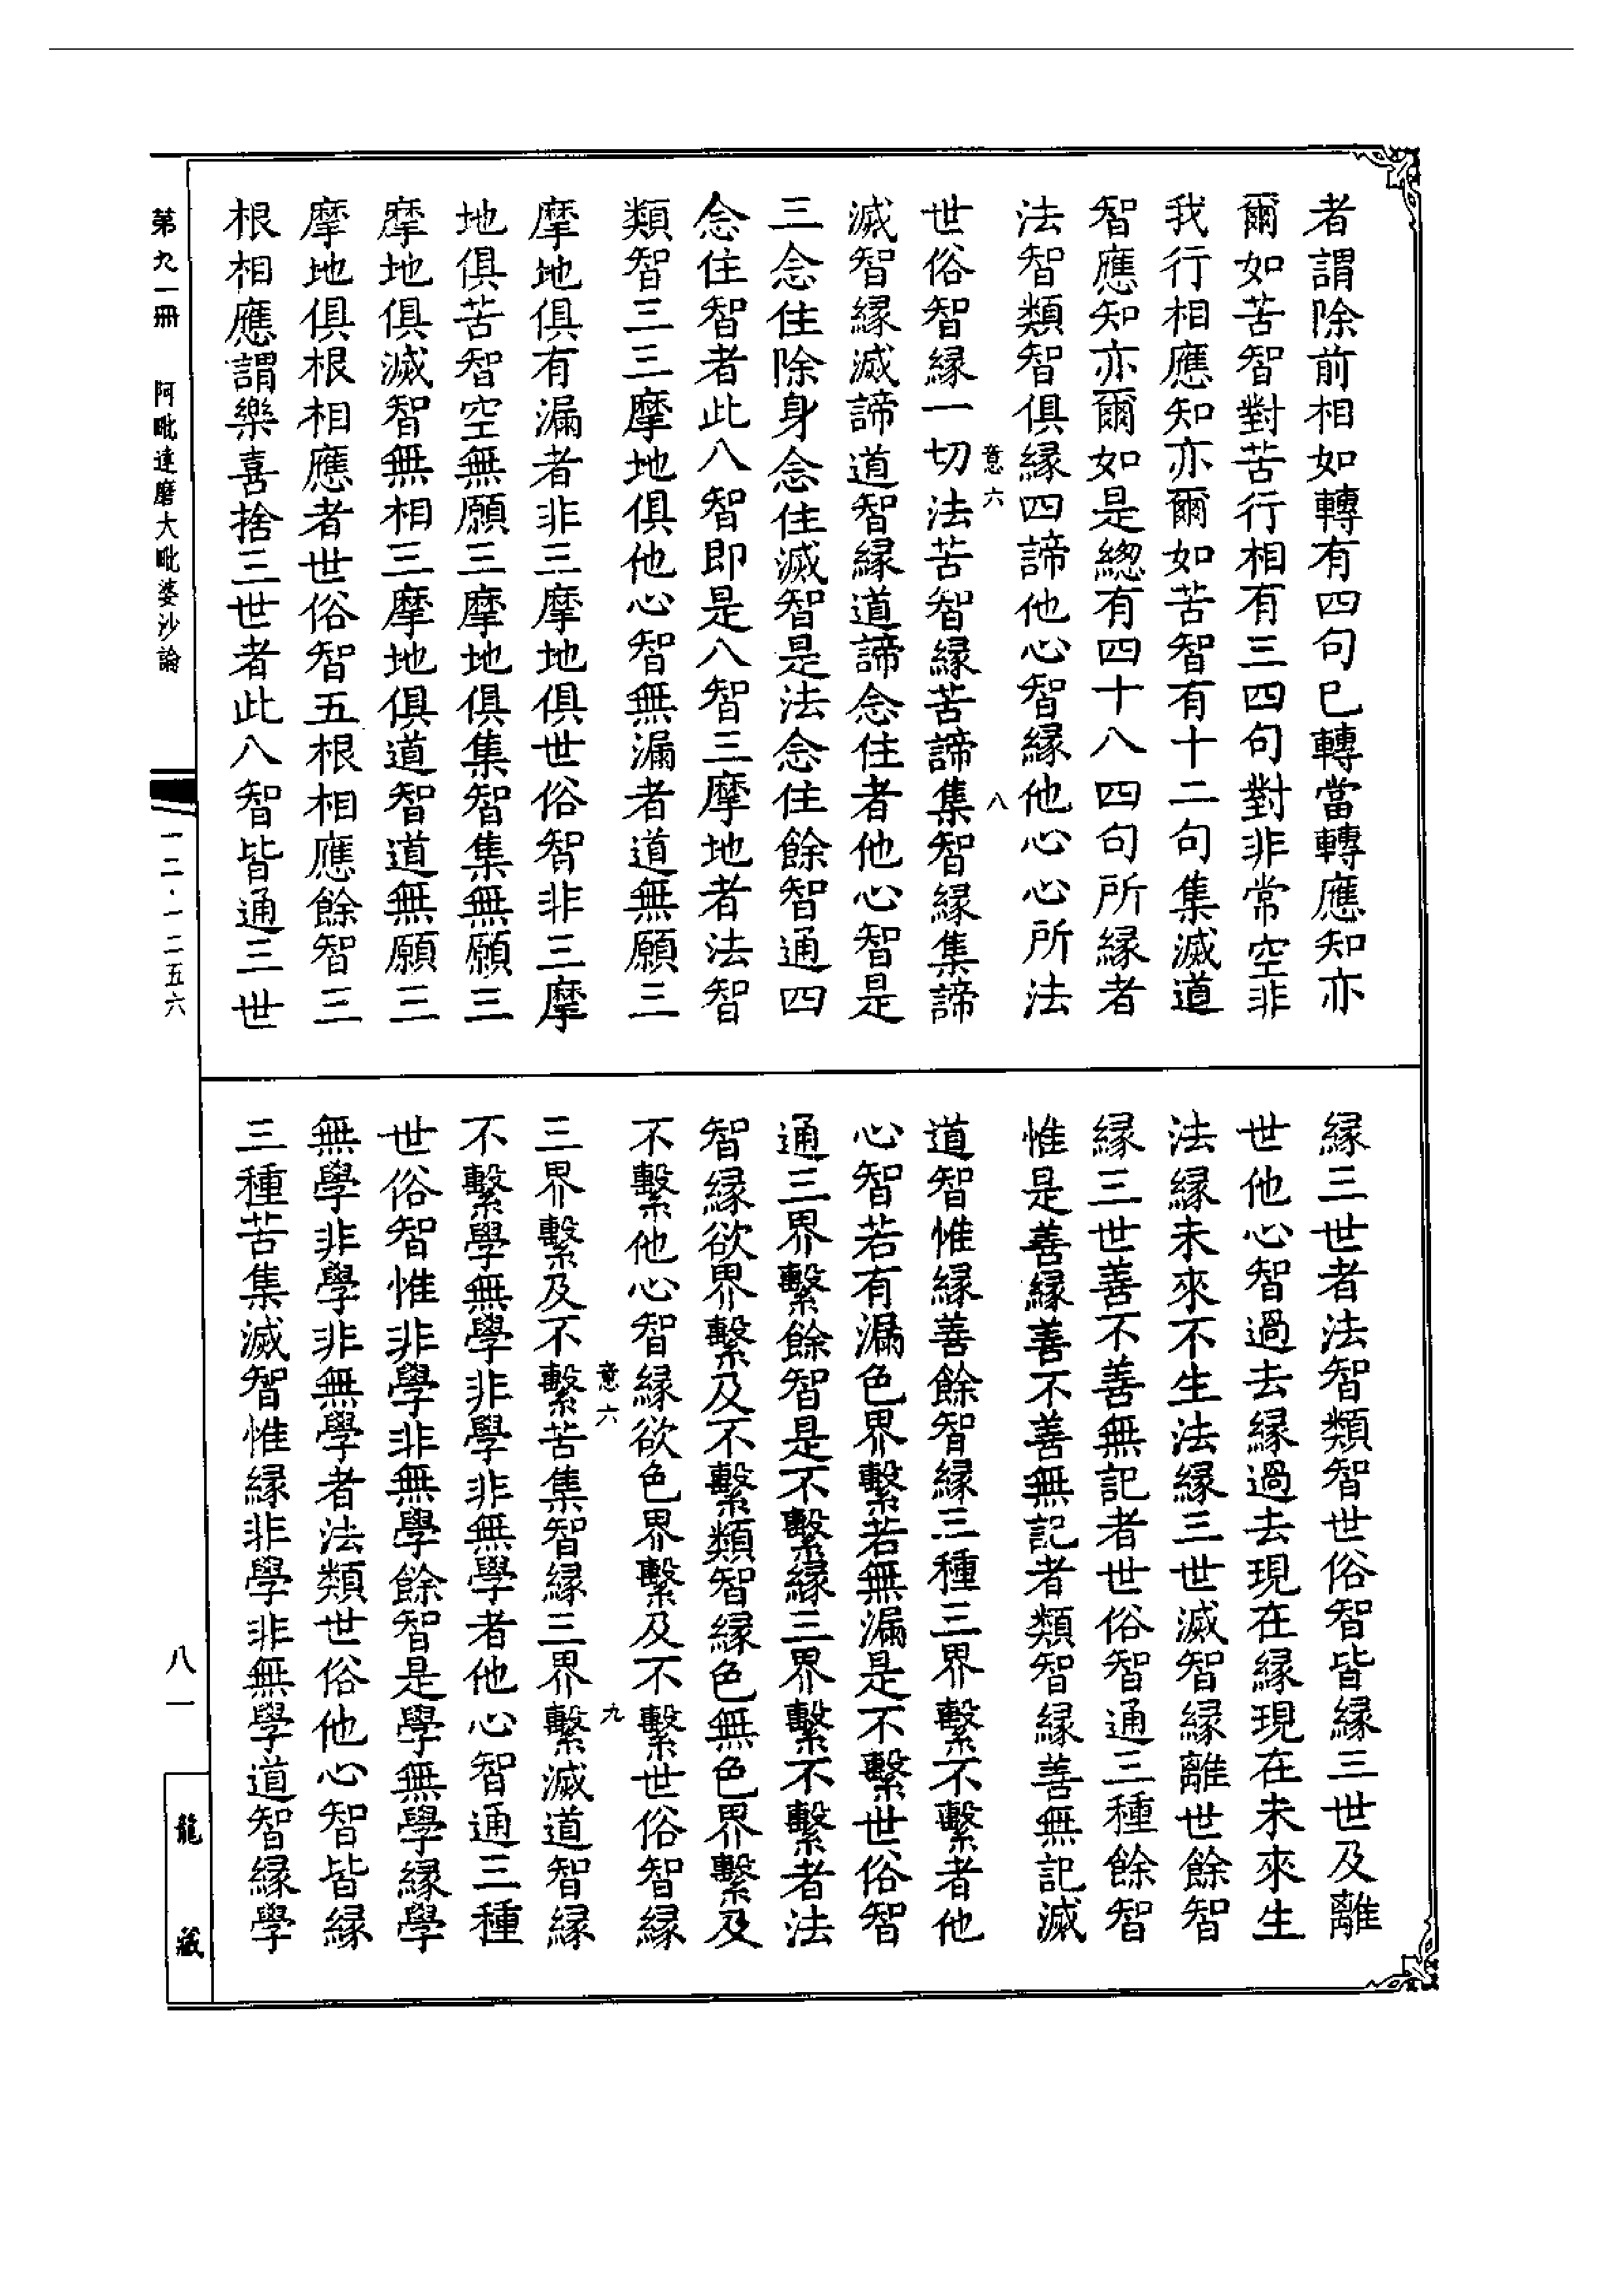 者謂除前相如轉有四句已轉當轉應知亦
爾如苦智對苦行相有三四句對非常空非
我行相應知亦爾如苦智有十二句集滅道
智應知亦爾如是總有四十八四句所緣者
法智類智俱緣四諦他心智緣他心心所法
意六 八
世俗智緣一切法苦智緣苦諦集智緣集諦
滅智緣滅諦道智緣道諦念住者他心智是
三念住除身念住滅智是法念住餘智通四
念住智者此八智即是八智三摩地者法智
類智三三摩地俱他心智無漏者道無願三
摩地俱有漏者非三摩地俱世俗智非三摩
地俱苦智空無願三摩地俱集智集無願三
摩地俱滅智無相三摩地俱道智道無願三
摩地俱根相應者世俗智五根相應餘智三
根相應謂樂喜捨三世者此八智皆通三世
緣三世者法智類智世俗智皆緣三世及離
世他心智過去緣過去現在緣現在未來生
法緣未來不生法緣三世滅智緣離世餘智
緣三世善不善無記者世俗智通三種餘智
惟是善緣善不善無記者類智緣善無記滅
道智惟緣善餘智緣三種三界繫不繫者他
心智若有漏色界繫若無漏是不繫世俗智
通三界繫餘智是不繫緣三界繫不繫者法
智緣欲界繫及不繫類智緣色無色界繫及
不繫他心智緣欲色界繫及不繫世俗智緣
意六 九
三界繫及不繫苦集智緣三界繫滅道智緣
不繫學無學非學非無學者他心智通三種
世俗智惟非學非無學餘智是學無學緣學
無學非學非無學者法類世俗他心智皆緣
三種苦集滅智惟緣非學非無學道智緣學
第九一冊 阿毗達磨大毗婆沙論
一二·一二五六
八一
龍藏